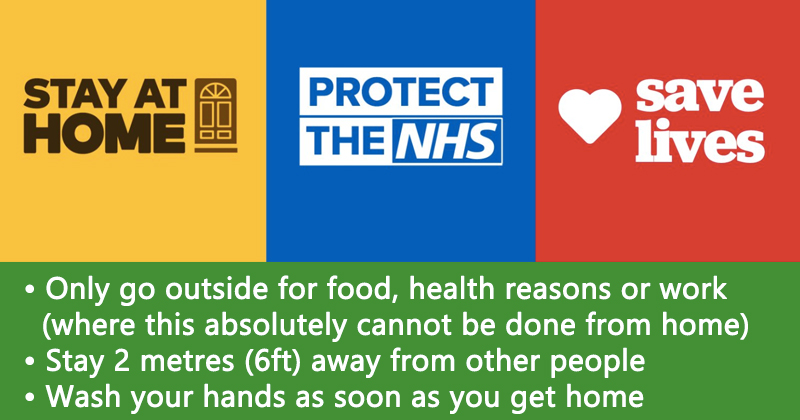 STAY AT
HOME
PROTECT
THE NHS
save
lives
• Only go outside for food, health reasons or work
(where this absolutely cannot be done from home)
• Stay 2 metres (6ft) away from other people
• Wash your hands as soon as you get home